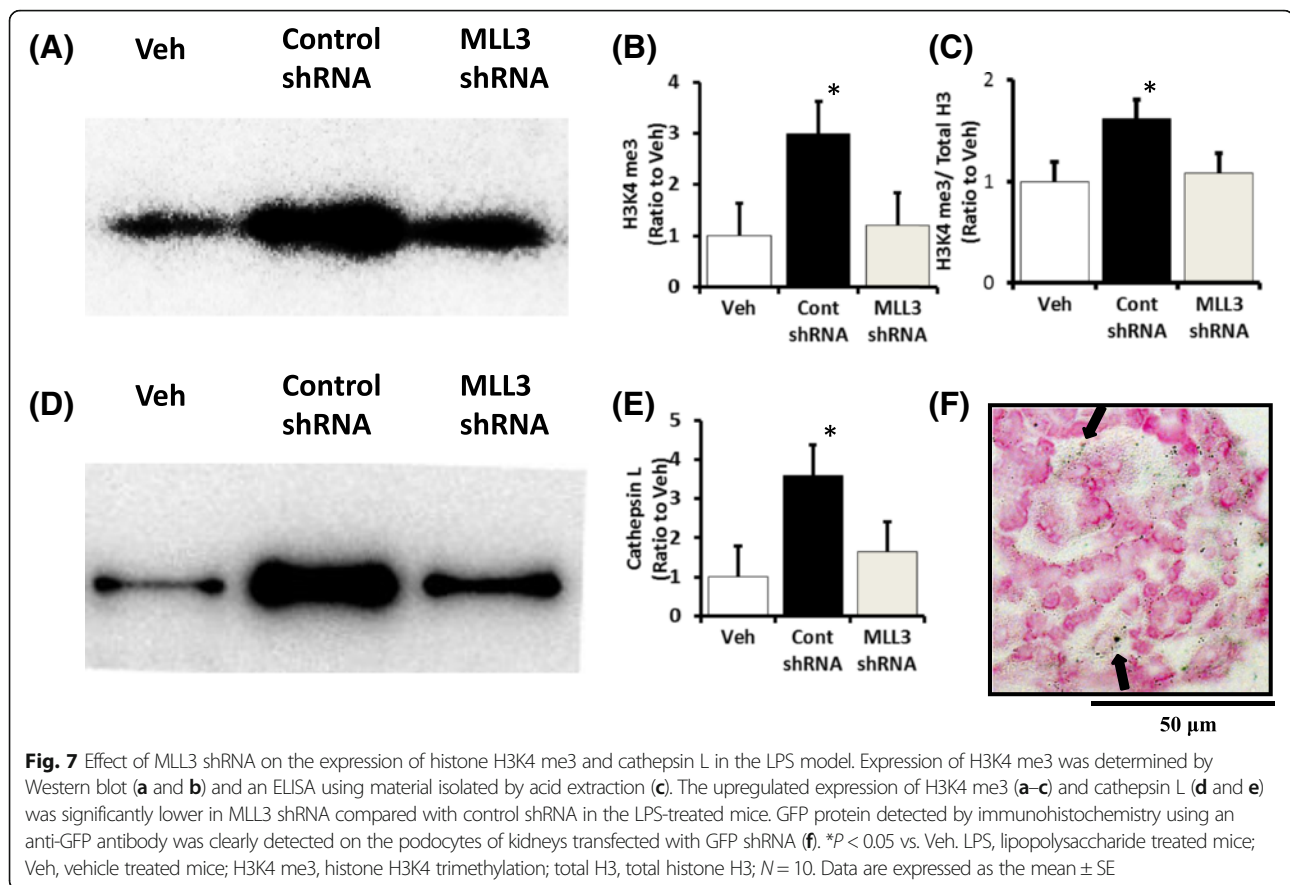 (A)
Veh
Control
shRNA
MLL3
shRNA
(B)
H3K4 me3
(Ratio to Veh)
4
3
2
1
0
*
Veh
Cont
shRNA
MLL3
shRNA
(C)
H3K4 me3/ Total H3
(Ratio to Veh)
2
1
0
*
Veh
Cont
shRNA
MLL3
shRNA
(D)
Veh
Control
shRNA
MLL3
shRNA
(E)
Cathepsin L
(Ratio to Veh)
5
4
3
2
1
0
*
Veh
Cont
shRNA
MLL3
shRNA
(F)
50 μm
Fig. 7 Effect of MLL3 shRNA on the expression of histone H3K4 me3 and cathepsin L in the LPS model. Expression of H3K4 me3 was determined by
Western blot (a and b) and an ELISA using material isolated by acid extraction (c). The upregulated expression of H3K4 me3 (a–c) and cathepsin L (d and e)
was significantly lower in MLL3 shRNA compared with control shRNA in the LPS-treated mice. GFP protein detected by immunohistochemistry using an
anti-GFP antibody was clearly detected on the podocytes of kidneys transfected with GFP shRNA (f). *P < 0.05 vs. Veh. LPS, lipopolysaccharide treated mice;
Veh, vehicle treated mice; H3K4 me3, histone H3K4 trimethylation; total H3, total histone H3; N = 10. Data are expressed as the mean ± SE